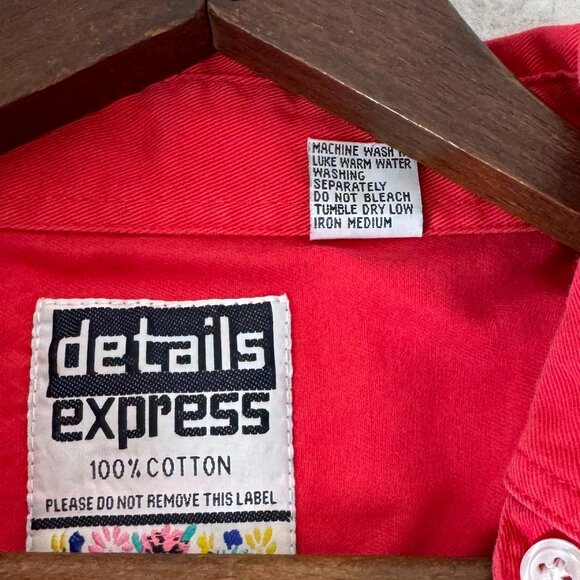 MACHINE WASH
LUKE WARM WATER
WASHING
SEPARATELY
DO NOT BLEACH
TUMBLE DRY LOW
IRON MEDIUM
details
express
100% COTTON
PLEASE DO NOT REMOVE THIS LABEL